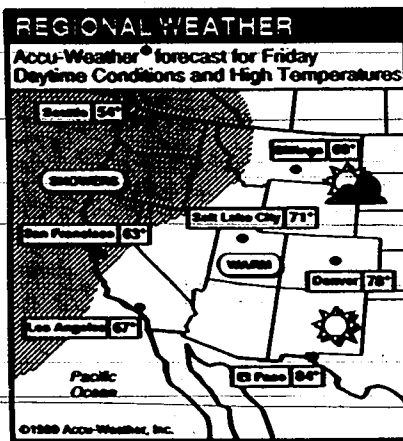 REGIONAL WEATHER
Accu-Weather® forecast for Friday
Daytime Conditions and High Temperatures
Seattle 54°
Billings 69°
SHOWERS
Salt Lake City 71°
San Francisco 63°
WARM
Denver 78°
Los Angeles 67°
El Paso 84°
Pacific
Ocean
©1989 Accu-Weather, Inc.